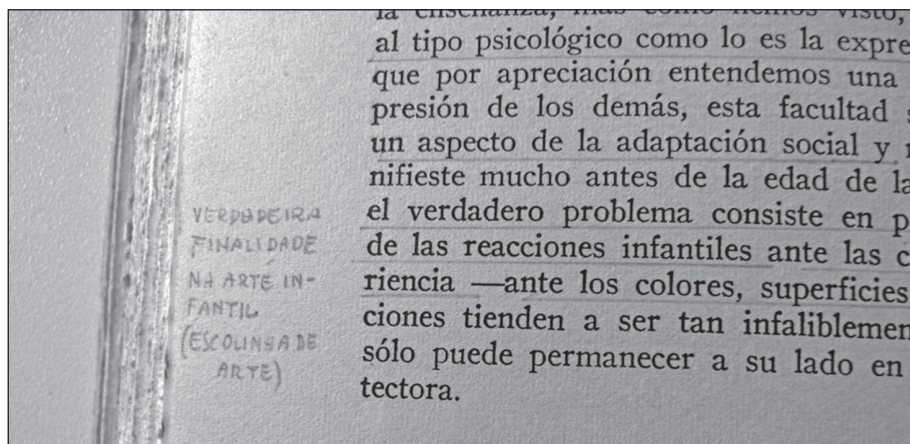 la enseñanza, mas como hemos visto,
al tipo psicológico como lo es la expre
que por apreciación entendemos una
presión de los demás, esta facultad s
un aspecto de la adaptación social y
nifieste mucho antes de la edad de la
el verdadero problema consiste en p
de las reacciones infantiles ante las c
riencia —ante los colores, superficies
ciones tienden a ser tan infaliblemen
sólo puede permanecer a su lado en
tectora.
VERDADEIRA
FINALIDADE
NA ARTE IN-
FANTIL
(ESCOLINHA DE
ARTE)